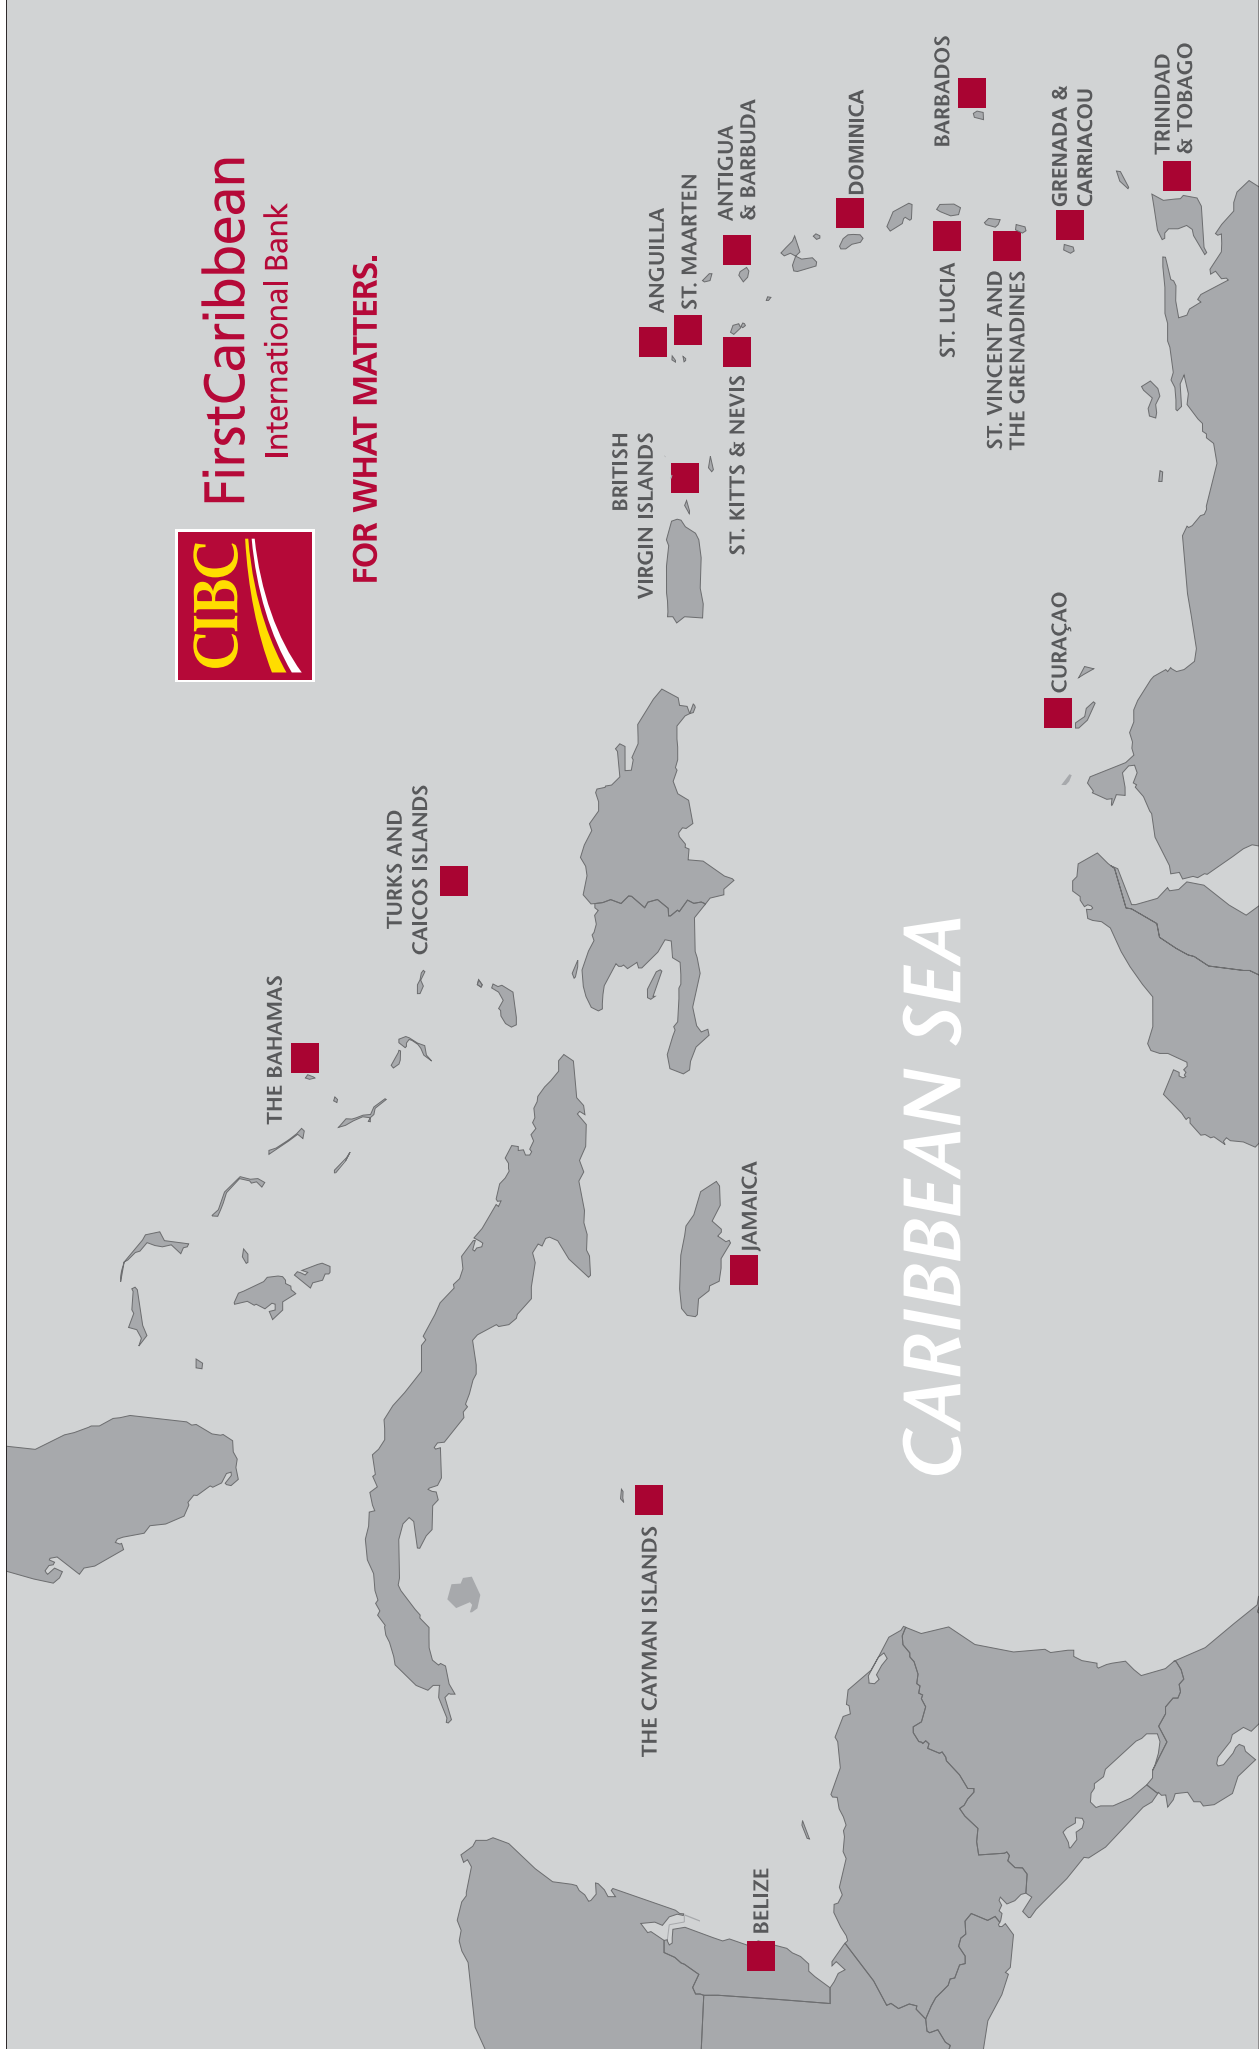 CIBC
FirstCaribbean
International Bank
FOR WHAT MATTERS.
THE BAHAMAS
TURKS AND
CAICOS ISLANDS
BRITISH
VIRGIN ISLANDS
ANGUILLA
ST. MAARTEN
ANTIGUA
& BARBUDA
ST. KITTS & NEVIS
THE CAYMAN ISLANDS
JAMAICA
BELIZE
DOMINICA
CARIBBEAN SEA
ST. LUCIA
BARBADOS
ST. VINCENT AND
THE GRENADINES
CURAÇAO
GRENADA &
CARRIACOU
TRINIDAD
& TOBAGO